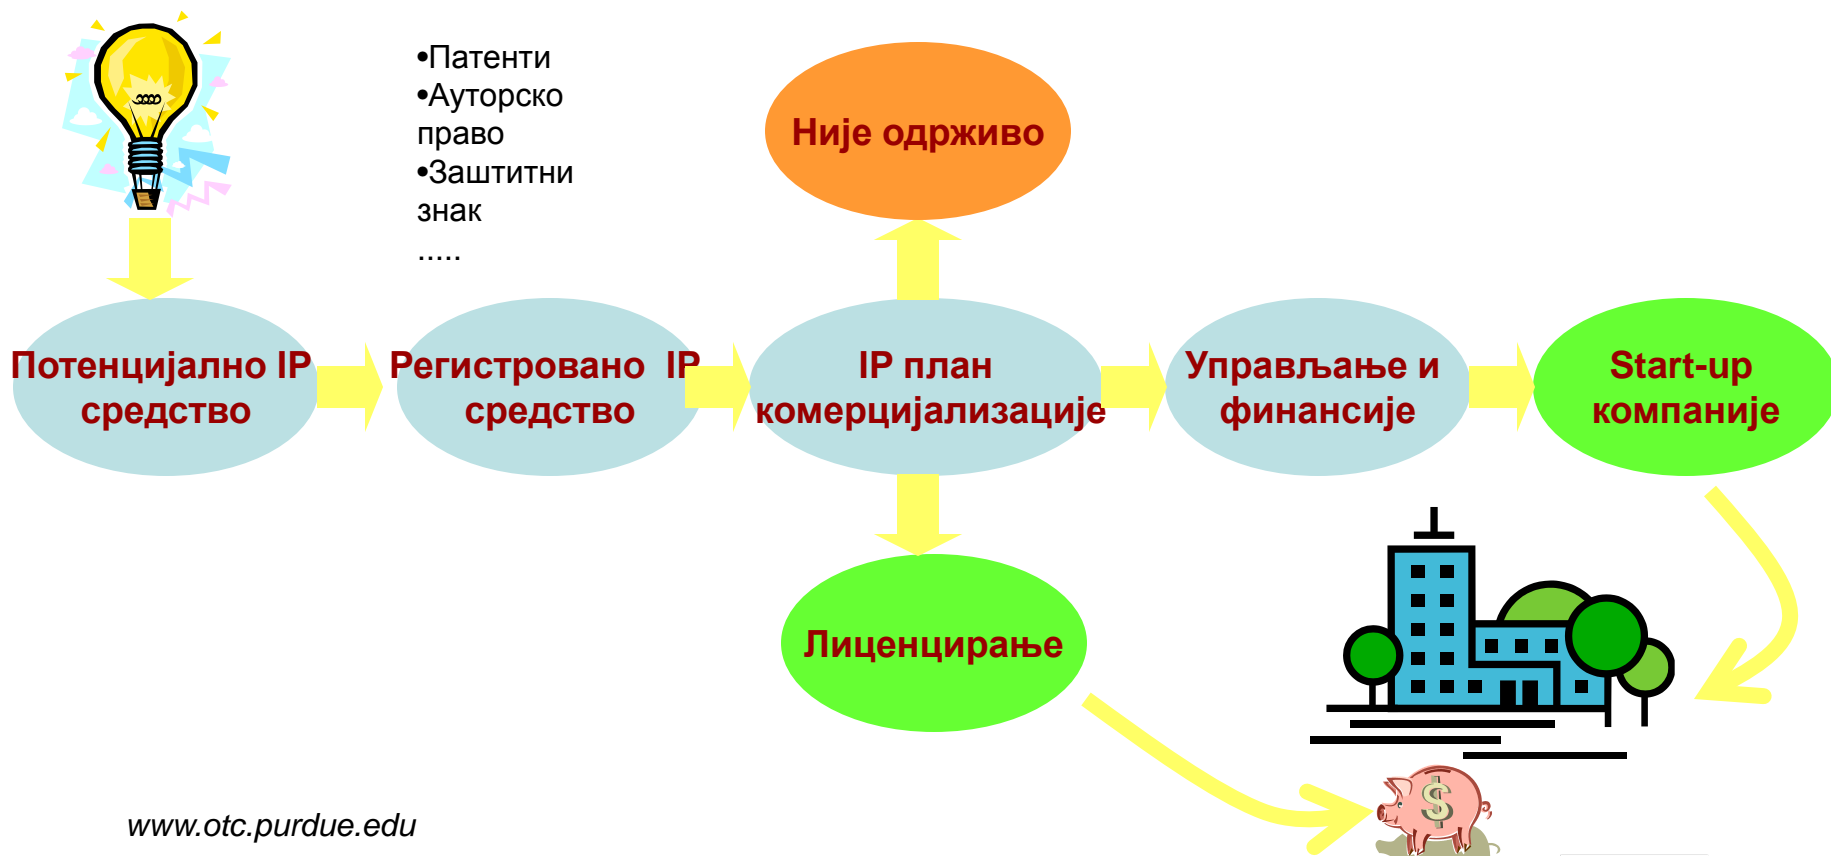 •Патенти
•Ауторско
право
•Заштитни
знак
.....
Није одрживо
Потенцијално IP
средство
Регистровано  IP
средство
IP план
комерцијализације
Управљање и
финансије
Start-up
компаније
Лиценцирање
$
www.otc.purdue.edu